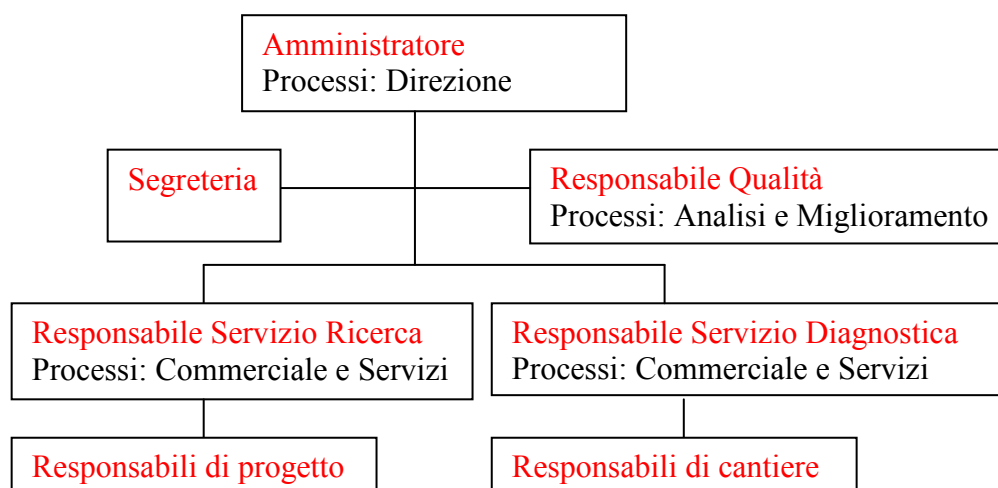 Amministratore
Processi: Direzione
Segreteria
Responsabile Qualità
Processi: Analisi e Miglioramento
Responsabile Servizio Ricerca
Processi: Commerciale e Servizi
Responsabile Servizio Diagnostica
Processi: Commerciale e Servizi
Responsabili di progetto
Responsabili di cantiere